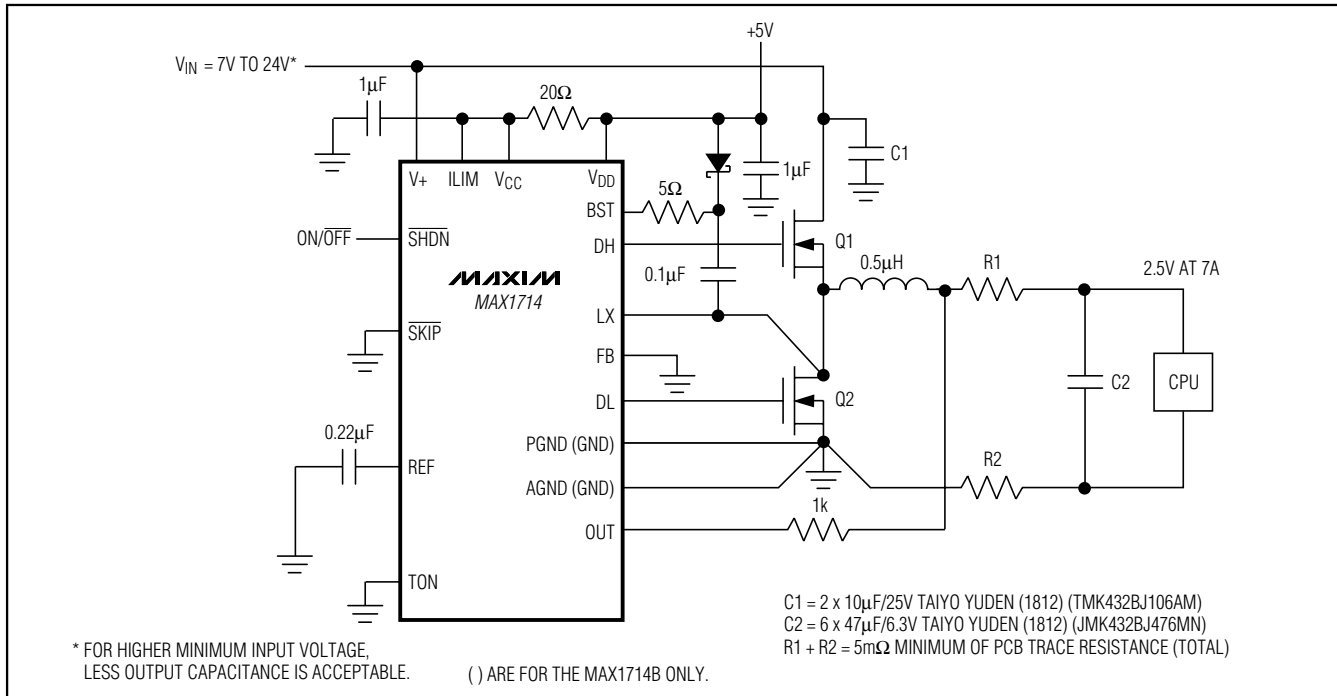 +5V
VIN = 7V TO 24V*
1µF
20Ω
C1
V+
ILIM
VCC
VDD
1µF
5Ω
BST
ON/OFF
SHDN
DH
Q1
0.5µH
R1
2.5V AT 7A
MAXIM
MAX1714
0.1µF
LX
SKIP
FB
C2
CPU
DL
Q2
0.22µF
REF
PGND (GND)
R2
AGND (GND)
1k
OUT
TON
C1 = 2 x 10µF/25V TAIYO YUDEN (1812) (TMK432BJ106AM)
C2 = 6 x 47µF/6.3V TAIYO YUDEN (1812) (JMK432BJ476MN)
R1 + R2 = 5mΩ MINIMUM OF PCB TRACE RESISTANCE (TOTAL)
* FOR HIGHER MINIMUM INPUT VOLTAGE,
LESS OUTPUT CAPACITANCE IS ACCEPTABLE.
( ) ARE FOR THE MAX1714B ONLY.